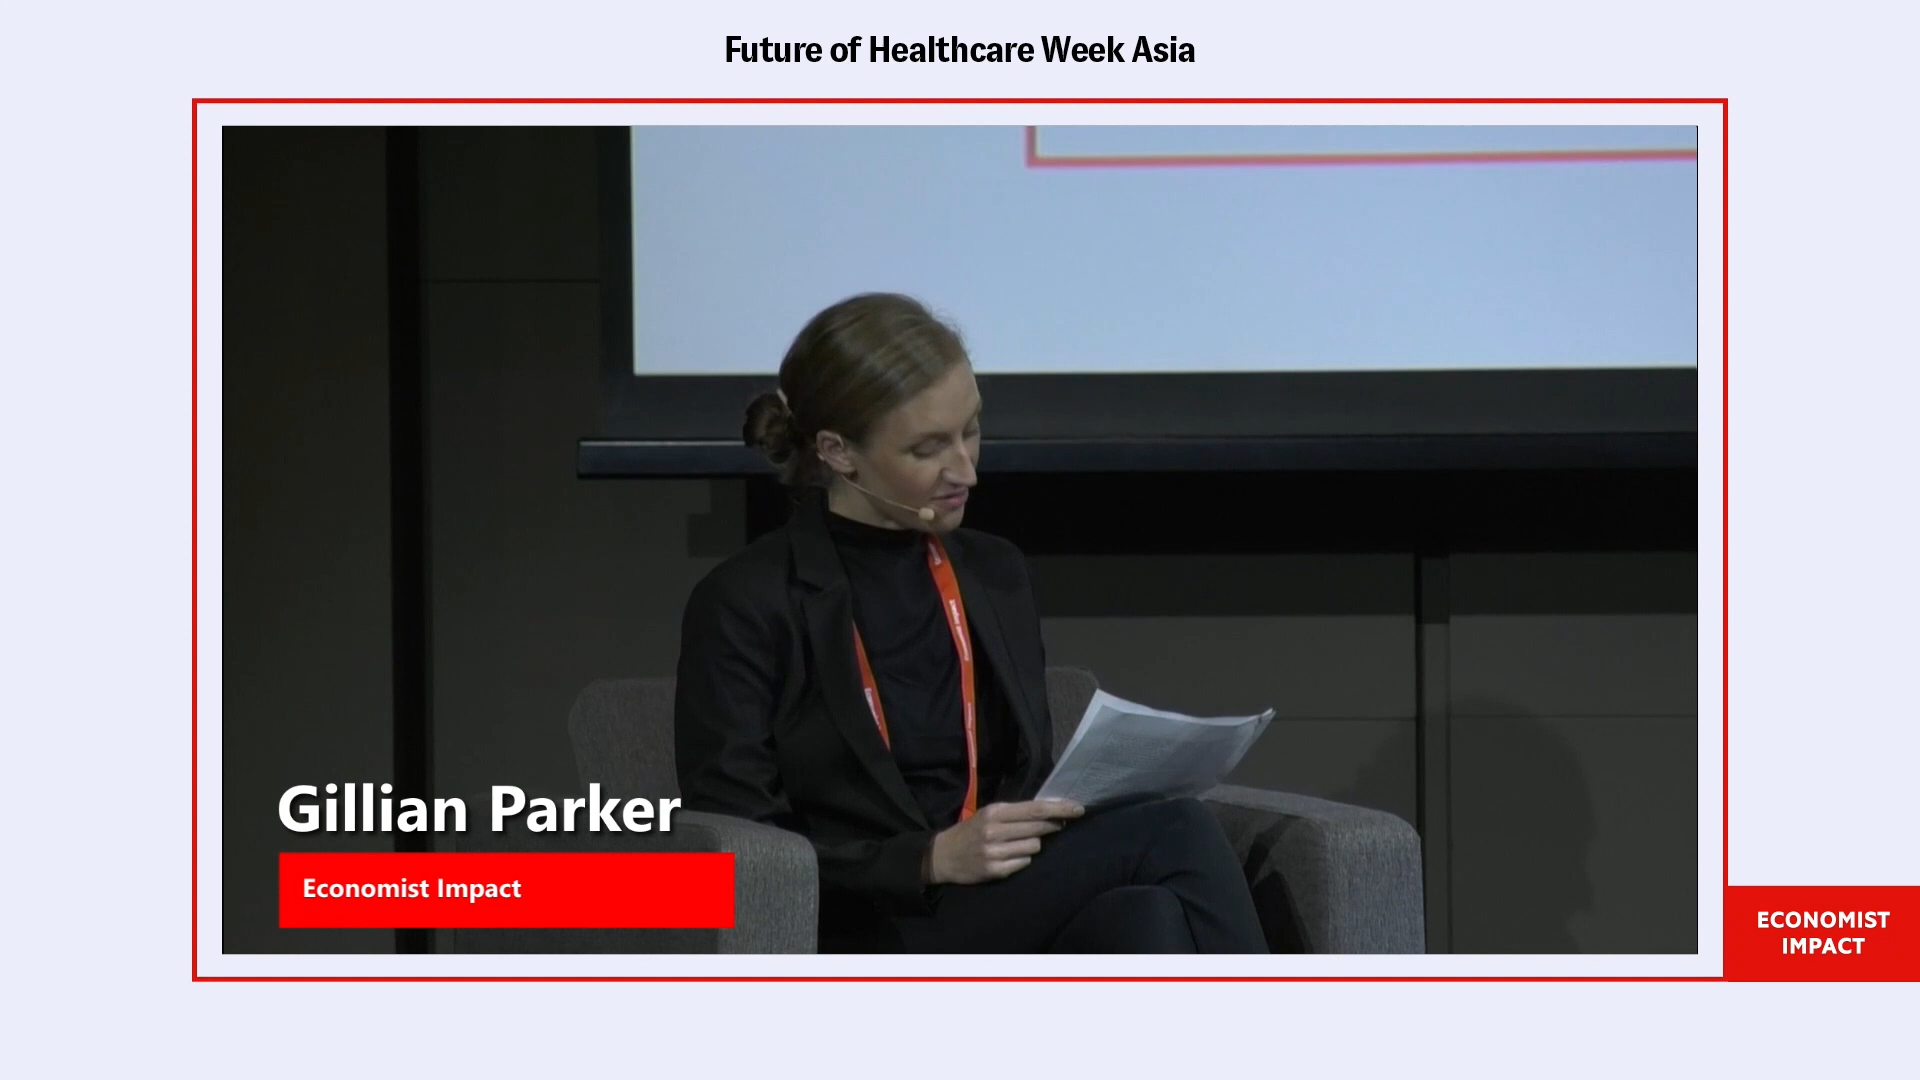 Future of Healthcare Week Asia
Gillian Parker
Economist Impact
ECONOMIST
IMPACT